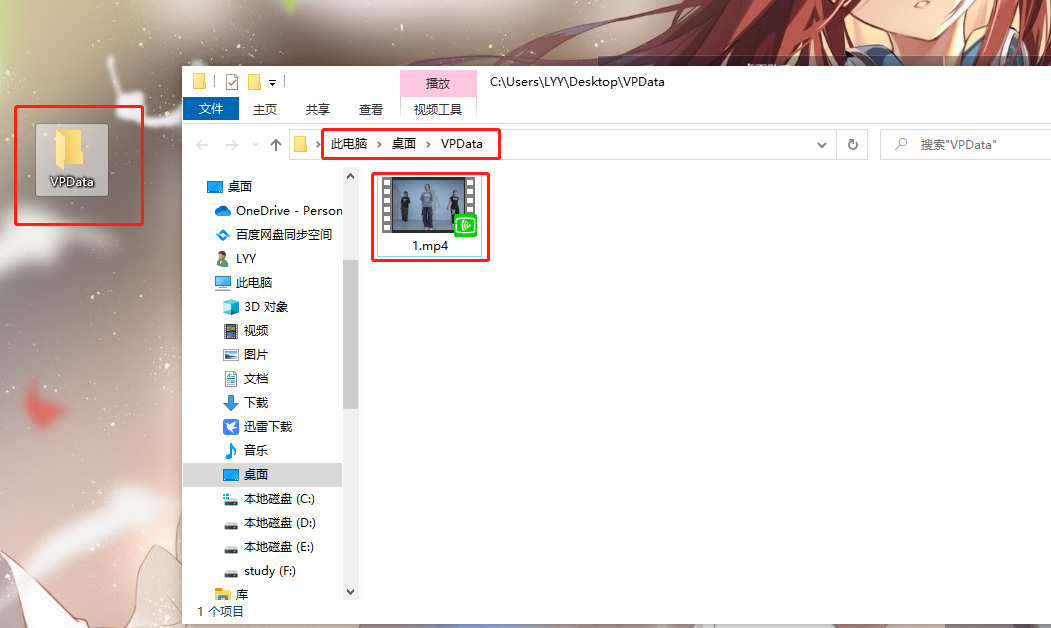 VPData
播放
C:\Users\LYY\Desktop\VPData
文件 主页 共享 查看 视频工具
此电脑 桌面 VPData
搜索"VPData"
桌面
OneDrive - Person
百度网盘同步空间
LYY
此电脑
3D 对象
视频
图片
文档
下载
迅雷下载
音乐
桌面
本地磁盘 (C:)
本地磁盘 (D:)
本地磁盘 (E:)
study (F:)
库
1.mp4
1 个项目